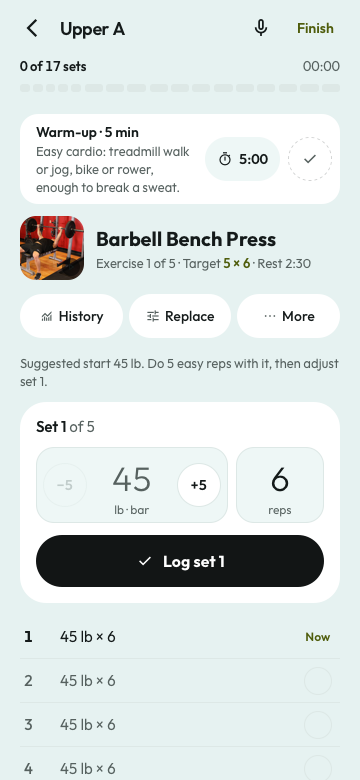 Upper A
Finish
0 of 17 sets
00:00
Warm-up · 5 min
Easy cardio: treadmill walk
or jog, bike or rower,
enough to break a sweat.
5:00
Barbell Bench Press
Exercise 1 of 5 · Target 5 × 6 · Rest 2:30
History
Replace
More
Suggested start 45 lb. Do 5 easy reps with it, then adjust
set 1.
Set 1 of 5
−5
45
+5
lb · bar
6
reps
Log set 1
1
45 lb × 6
Now
2
45 lb × 6
3
45 lb × 6
4
45 lb × 6